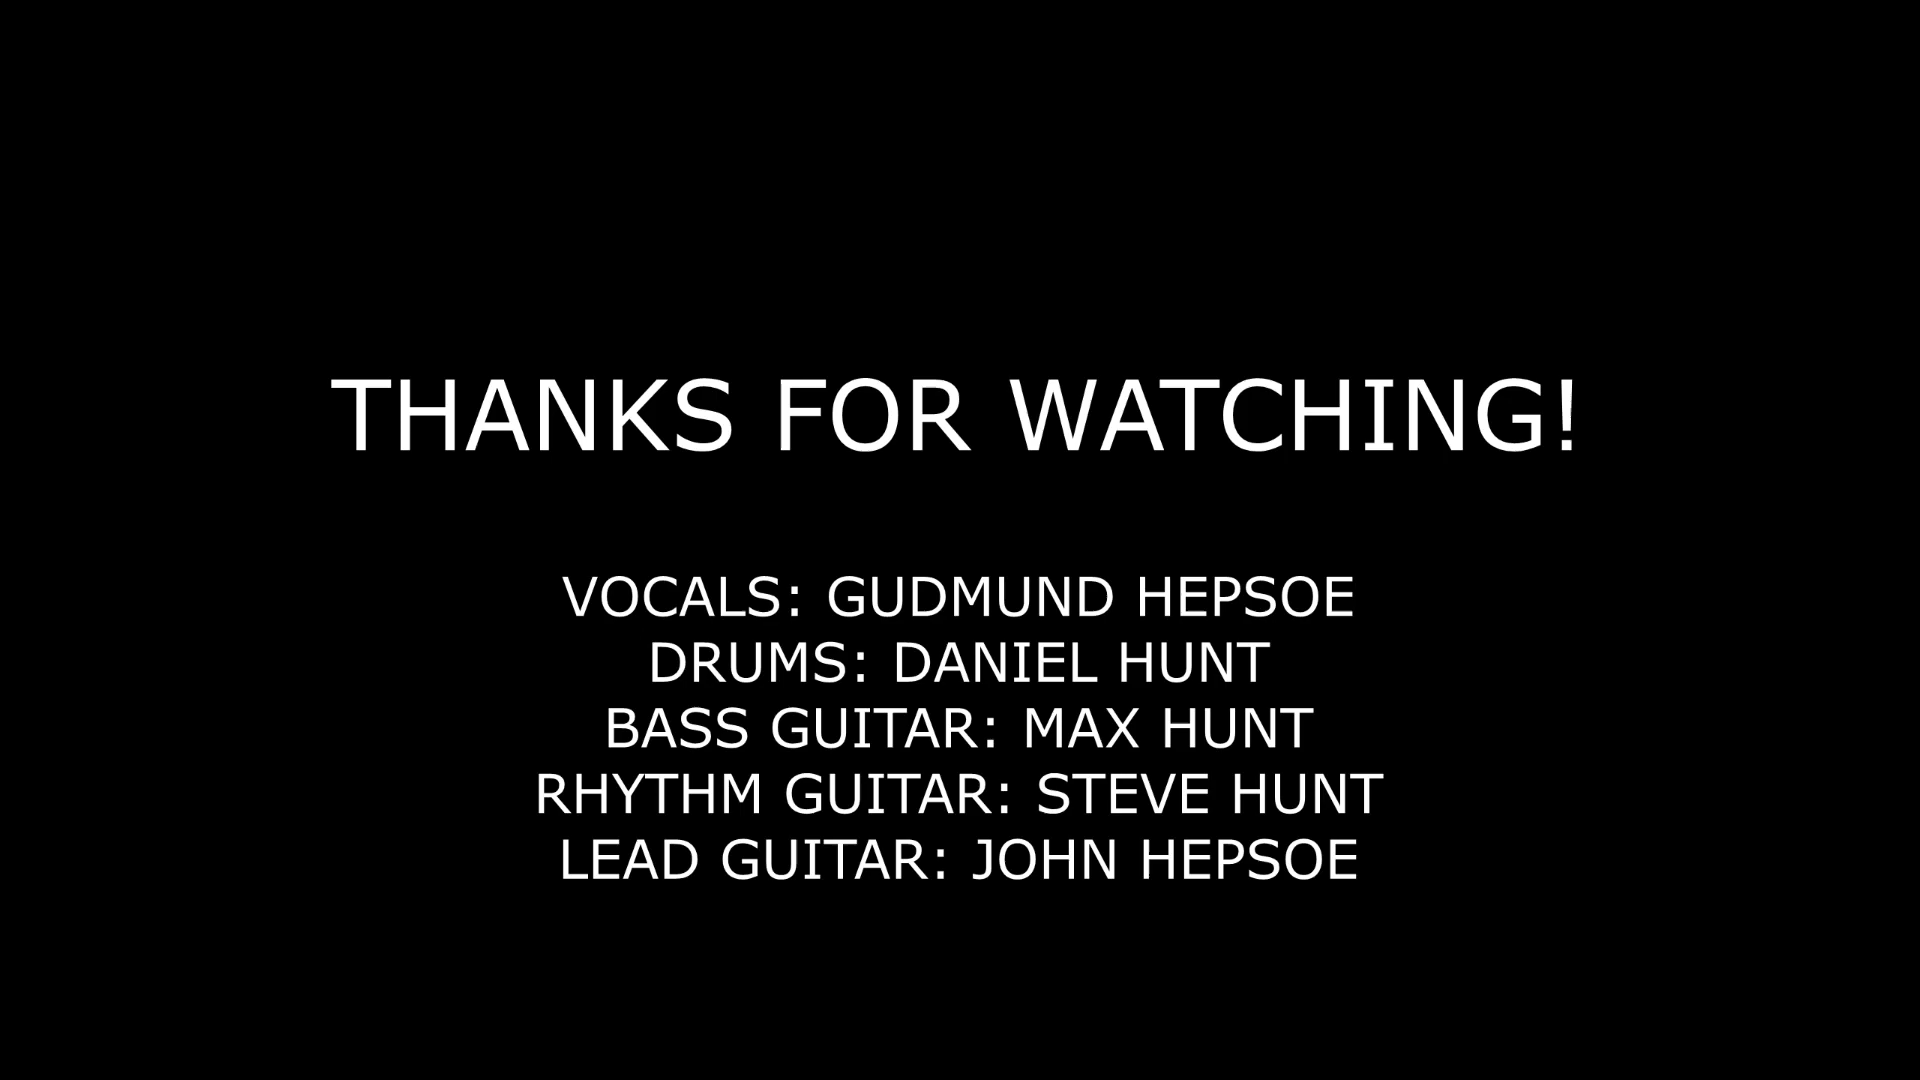 THANKS FOR WATCHING!
VOCALS: GUDMUND HEPSOE
DRUMS: DANIEL HUNT
BASS GUITAR: MAX HUNT
RHYTHM GUITAR: STEVE HUNT
LEAD GUITAR: JOHN HEPSOE